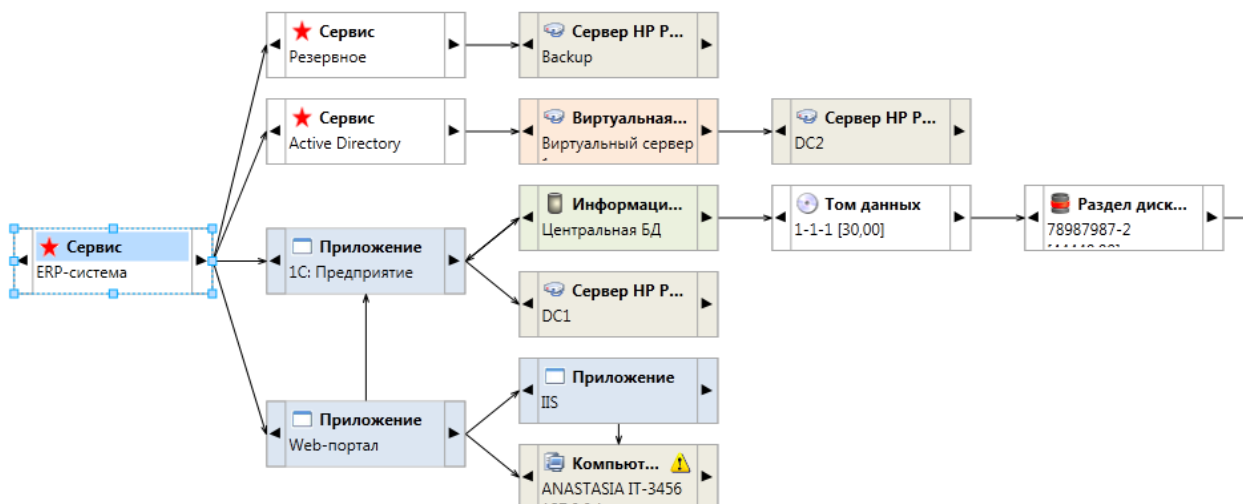 Сервис
Резервное
Сервер HP P...
Backup
Сервис
Active Directory
Виртуальная...
Виртуальный сервер
Сервер HP P...
DC2
Информаци...
Центральная БД
Том данных
1-1-1 [30,00]
Раздел диск...
78987987-2
Сервис
ERP-система
Приложение
1С: Предприятие
Сервер HP P...
DC1
Приложение
IIS
Приложение
Web-портал
Компьют...
ANASTASIA IT-3456